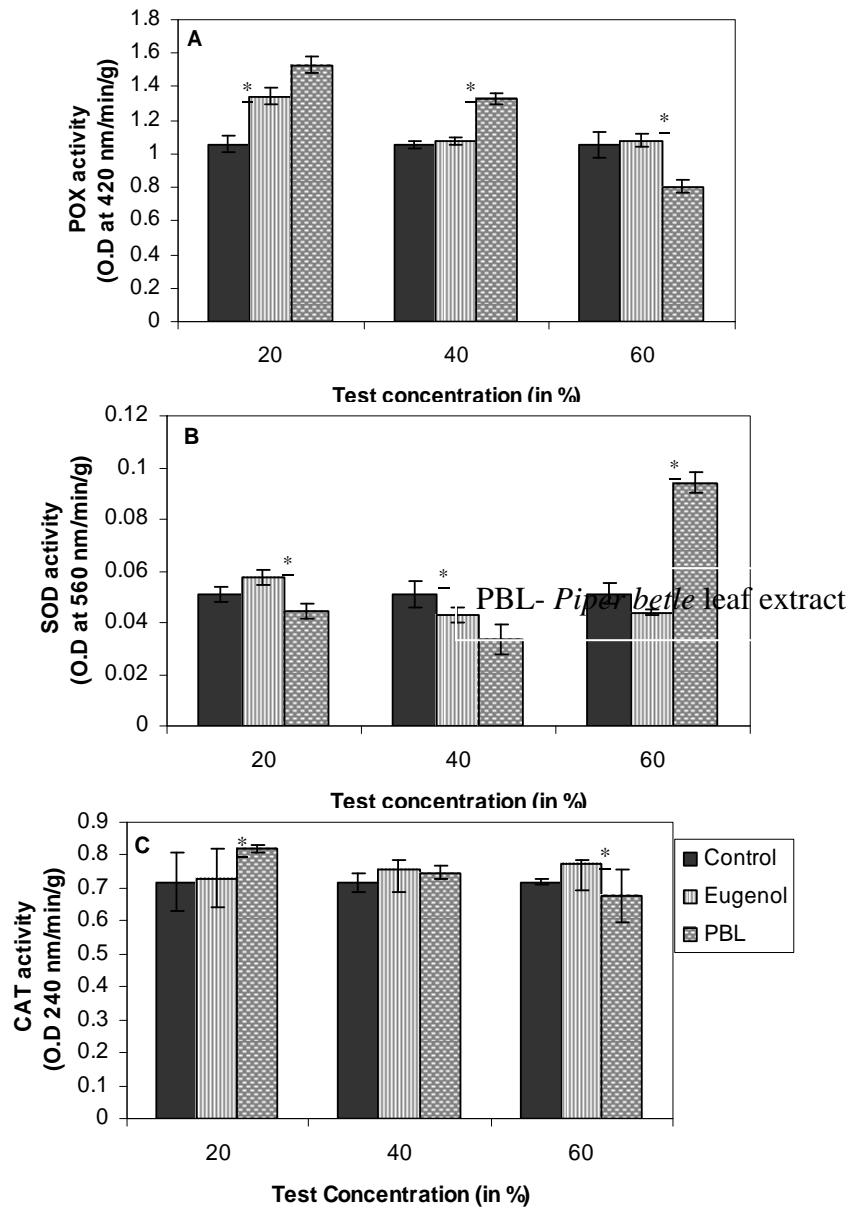 A
1.8
1.6
1.4
1.2
1
0.8
0.6
0.4
0.2
0
POX activity
(O.D at 420 nm/min/g)
*
*
*
20 40 60
Test concentration (in %)
B
0.12
0.1
0.08
0.06
0.04
0.02
0
SOD activity
(O.D at 560 nm/min/g)
*
*
*
PBL- Piper betle leaf extract
20 40 60
Test concentration (in %)
C
0.9
0.8
0.7
0.6
0.5
0.4
0.3
0.2
0.1
0
CAT activity
(O.D 240 nm/min/g)
*
*
Control
Eugenol
PBL
20 40 60
Test Concentration (in %)